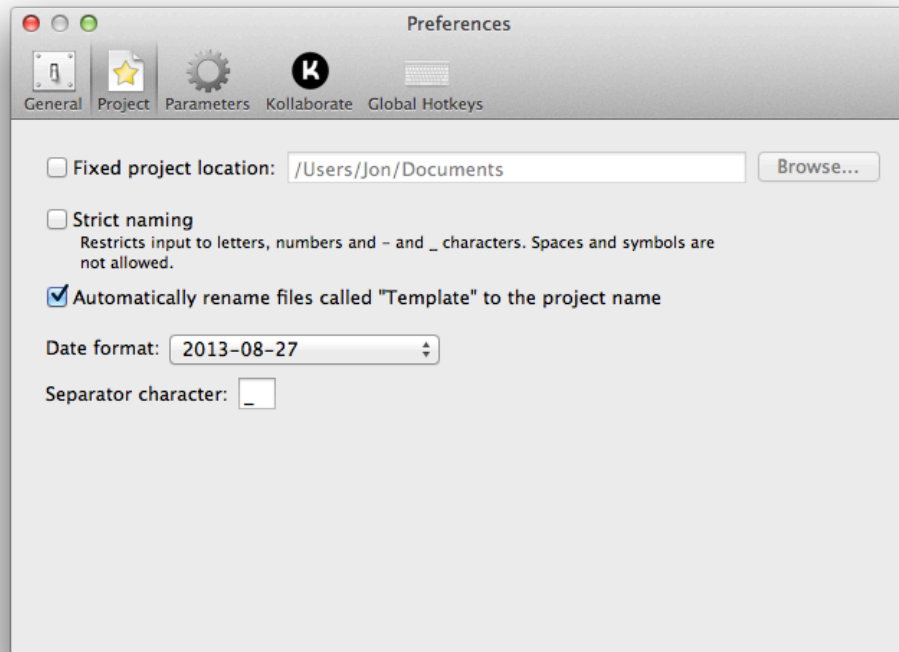 Preferences
General Project Parameters Kollaborate Global Hotkeys
Fixed project location: /Users/Jon/Documents Browse...
Strict naming
Restricts input to letters, numbers and - and _ characters. Spaces and symbols are
not allowed.
Automatically rename files called "Template" to the project name
Date format: 2013-08-27
Separator character: _